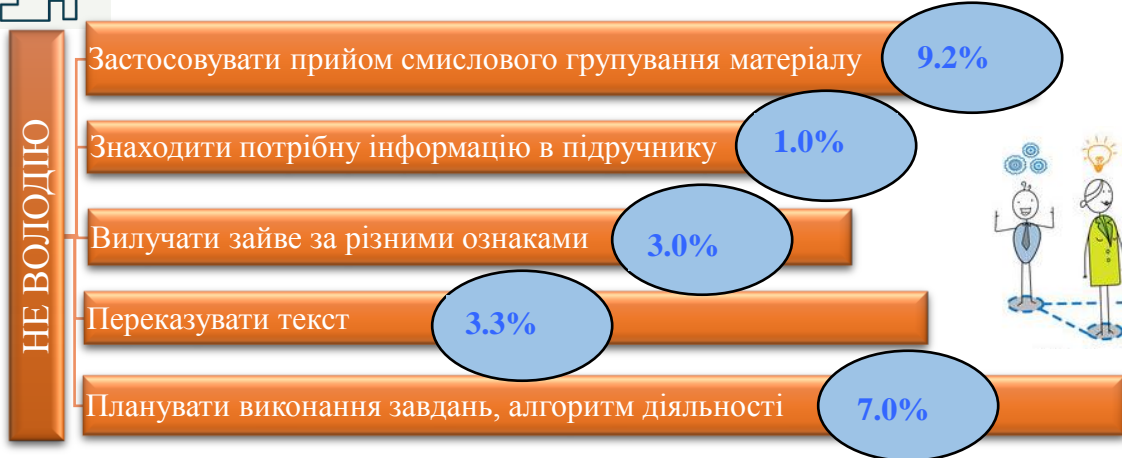 НЕ ВОЛОДІЮ
Застосовувати прийом смислового групування матеріалу
9.2%
Знаходити потрібну інформацію в підручнику
1.0%
Вилучати зайве за різними ознаками
3.0%
Переказувати текст
3.3%
Планувати виконання завдань, алгоритм діяльності
7.0%